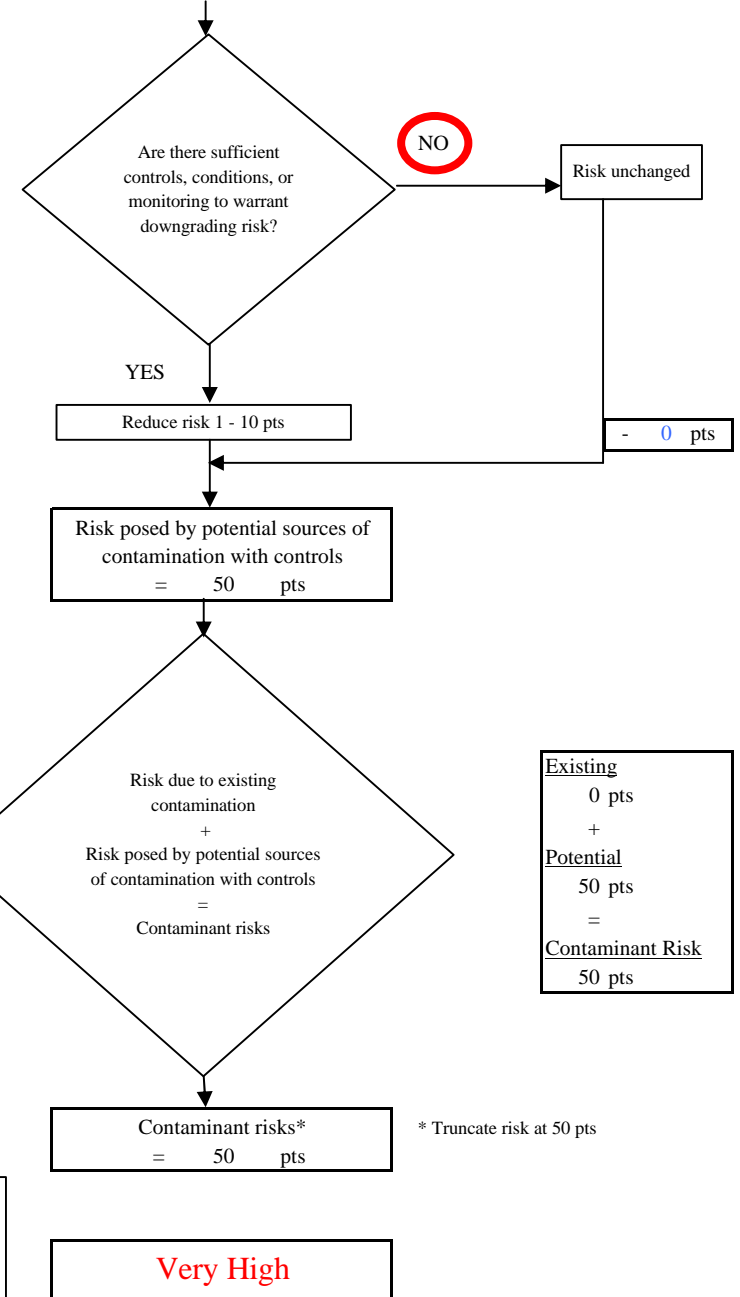 Are there sufficient
controls, conditions, or
monitoring to warrant
downgrading risk?
NO
Risk unchanged
YES
Reduce risk 1 - 10 pts
- 0 pts
Risk posed by potential sources of
contamination with controls
= 50 pts
Risk due to existing
contamination
+
Risk posed by potential sources
of contamination with controls
=
Contaminant risks
Existing
0 pts
+
Potential
50 pts
=
Contaminant Risk
50 pts
Contaminant risks*
= 50 pts
* Truncate risk at 50 pts
Very High